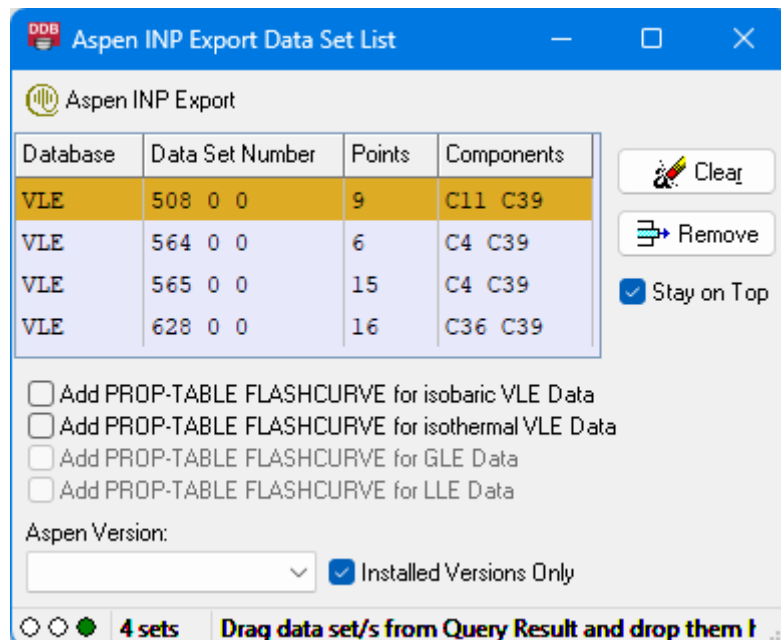 DDB Aspen INP Export Data Set List
Aspen INP Export
Database Data Set Number Points Components
VLE 508 0 0 9 C11 C39
VLE 564 0 0 6 C4 C39
VLE 565 0 0 15 C4 C39
VLE 628 0 0 16 C36 C39
Clear
Remove
Stay on Top
Add PROP-TABLE FLASHCURVE for isobaric VLE Data
Add PROP-TABLE FLASHCURVE for isothermal VLE Data
Add PROP-TABLE FLASHCURVE for GLE Data
Add PROP-TABLE FLASHCURVE for LLE Data
Aspen Version:
Installed Versions Only
4 sets Drag data set/s from Query Result and drop them